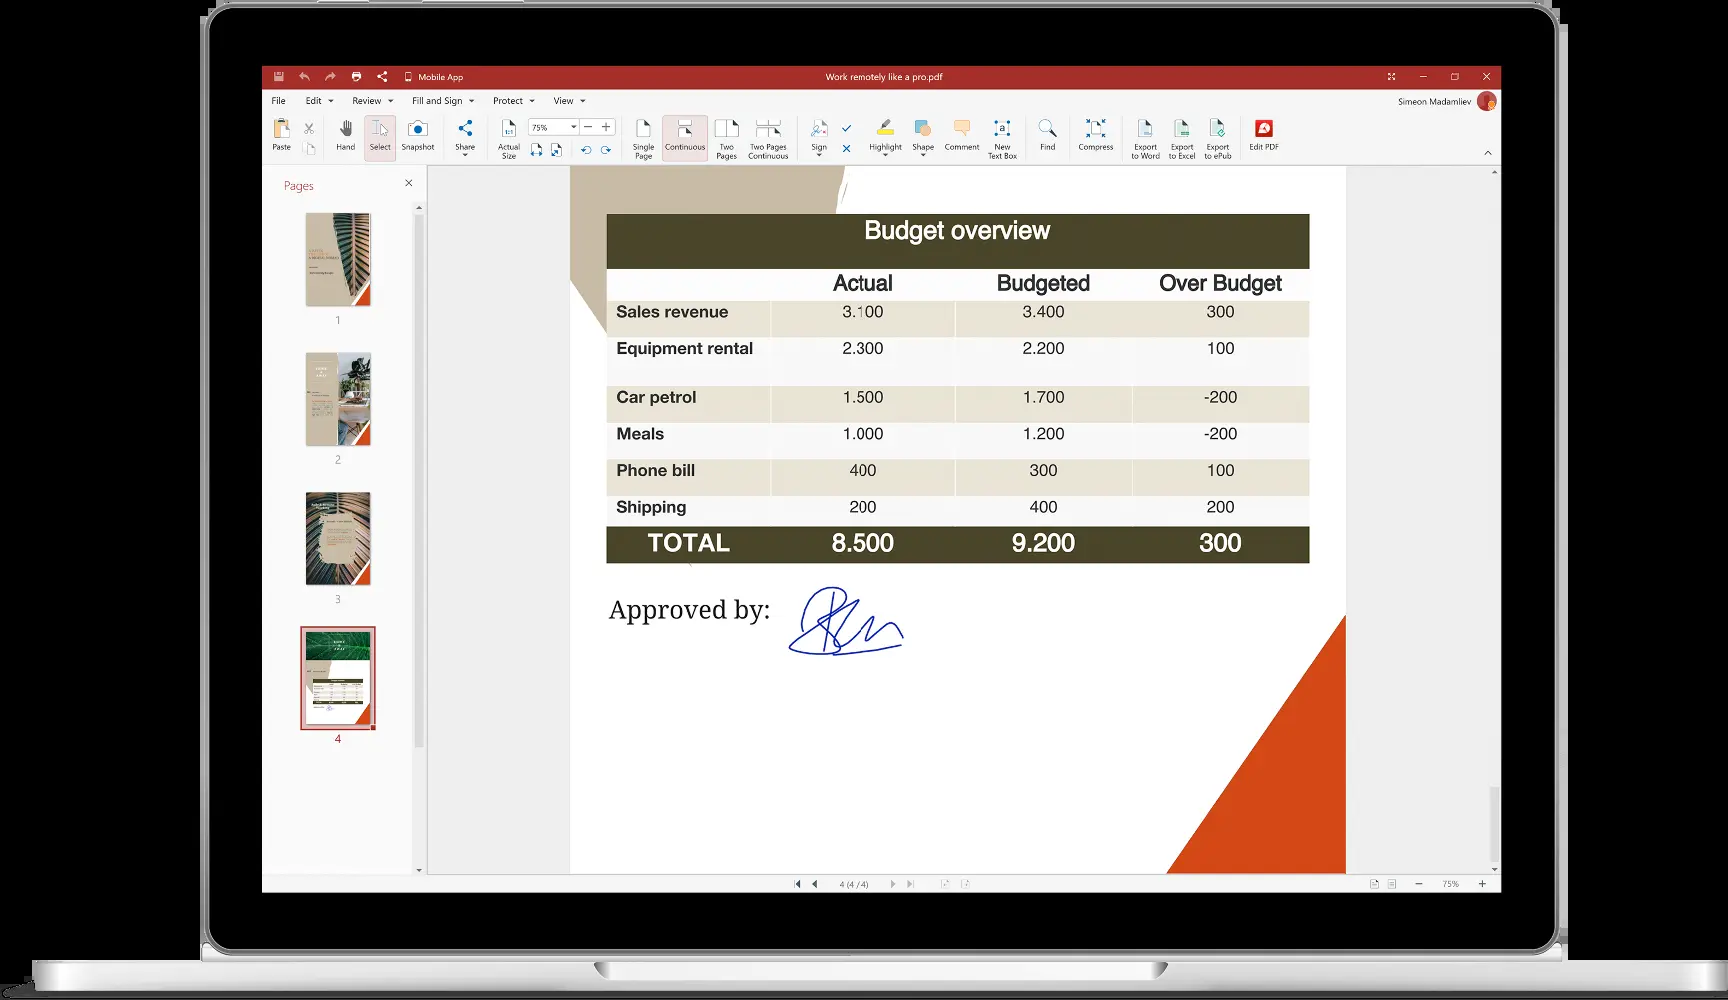 Mobile App
Work remotely like a pro.pdf
File Edit Review Fill and Sign Protect View
Simeon Madamliev
Paste
Hand
Select
Snapshot
Share
Actual Size
75%
1:1
Single Page
Continuous
Two Pages
Two Pages Continuous
Sign
Highlight
Shape
Comment
a
New Text Box
Find
Compress
Export to Word
Export to Excel
Export to ePub
Edit PDF
Pages
1
2
3
4
Budget overview
Actual Budgeted Over Budget
Sales revenue 3.100 3.400 300
Equipment rental 2.300 2.200 100
Car petrol 1.500 1.700 -200
Meals 1.000 1.200 -200
Phone bill 400 300 100
Shipping 200 400 200
TOTAL 8.500 9.200 300
Approved by:
4 (4 / 4)
75%